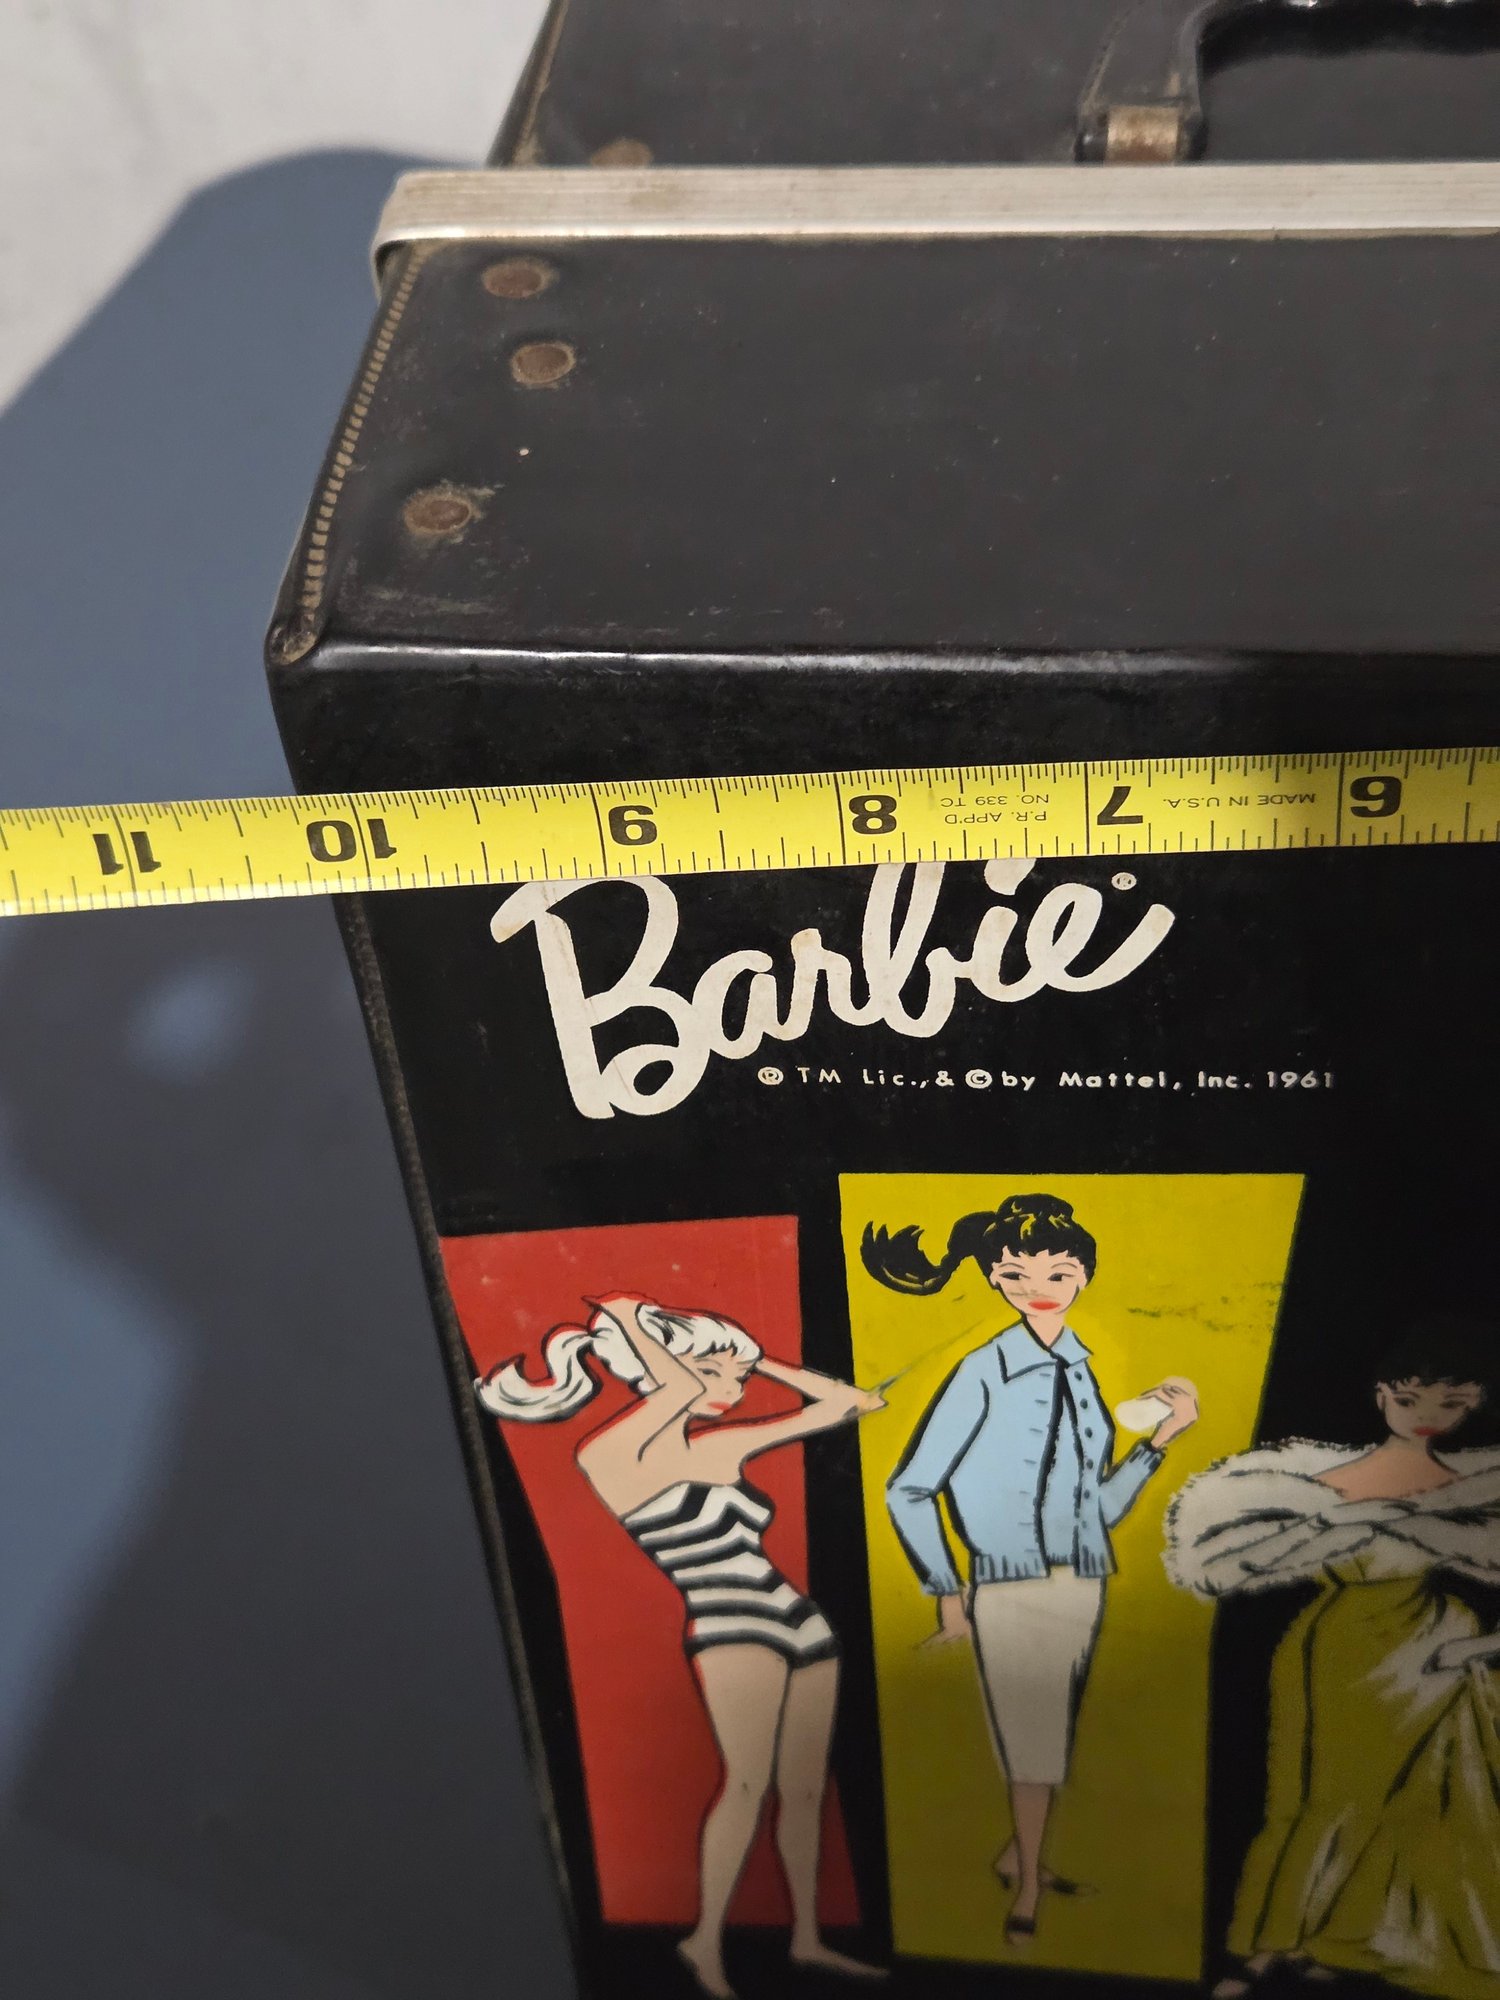 11 10 9 8 7 6
P.R. APP'D MADE IN U.S.A.
NO. 339 TC
Barbie®
® TM Lic., & © by Mattel, Inc. 1961